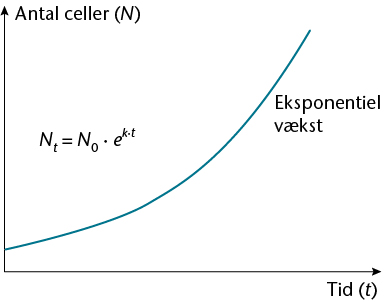 Antal celler (N)
Eksponentiel
vækst
Nₜ = N₀ · eᵏ·ᵗ
Tid (t)